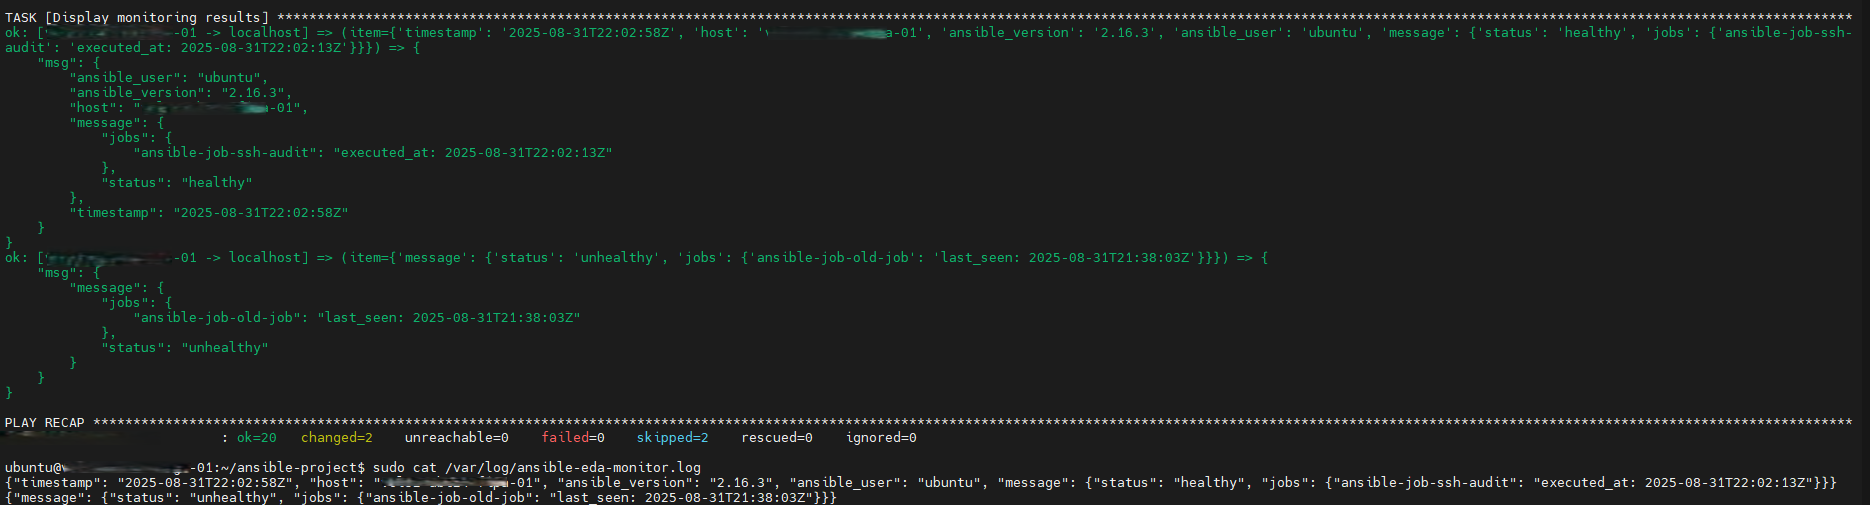 TASK [Display monitoring results] ****************************************************************************************************************************************************************************************************
ok: [-01 -> localhost] => (item={'timestamp': '2025-08-31T22:02:58Z', 'host': 'a-01', 'ansible_version': '2.16.3', 'ansible_user': 'ubuntu', 'message': {'status': 'healthy', 'jobs': {'ansible-job-ssh-
audit': 'executed_at: 2025-08-31T22:02:13Z'}}}) => {
    "msg": {
        "ansible_user": "ubuntu",
        "ansible_version": "2.16.3",
        "host": "-01",
        "message": {
            "jobs": {
                "ansible-job-ssh-audit": "executed_at: 2025-08-31T22:02:13Z"
            },
            "status": "healthy"
        },
        "timestamp": "2025-08-31T22:02:58Z"
    }
}
ok: [-01 -> localhost] => (item={'message': {'status': 'unhealthy', 'jobs': {'ansible-job-old-job': 'last_seen: 2025-08-31T21:38:03Z'}}}) => {
    "msg": {
        "message": {
            "jobs": {
                "ansible-job-old-job": "last_seen: 2025-08-31T21:38:03Z"
            },
            "status": "unhealthy"
        }
    }
}
PLAY RECAP ***************************************************************************************************************************************************************************************************************************
: ok=20   changed=2    unreachable=0    failed=0    skipped=2    rescued=0    ignored=0
ubuntu@-01:~/ansible-project$ sudo cat /var/log/ansible-eda-monitor.log
{"timestamp": "2025-08-31T22:02:58Z", "host": "-01", "ansible_version": "2.16.3", "ansible_user": "ubuntu", "message": {"status": "healthy", "jobs": {"ansible-job-ssh-audit": "executed_at: 2025-08-31T22:02:13Z"}}}
{"message": {"status": "unhealthy", "jobs": {"ansible-job-old-job": "last_seen: 2025-08-31T21:38:03Z"}}}